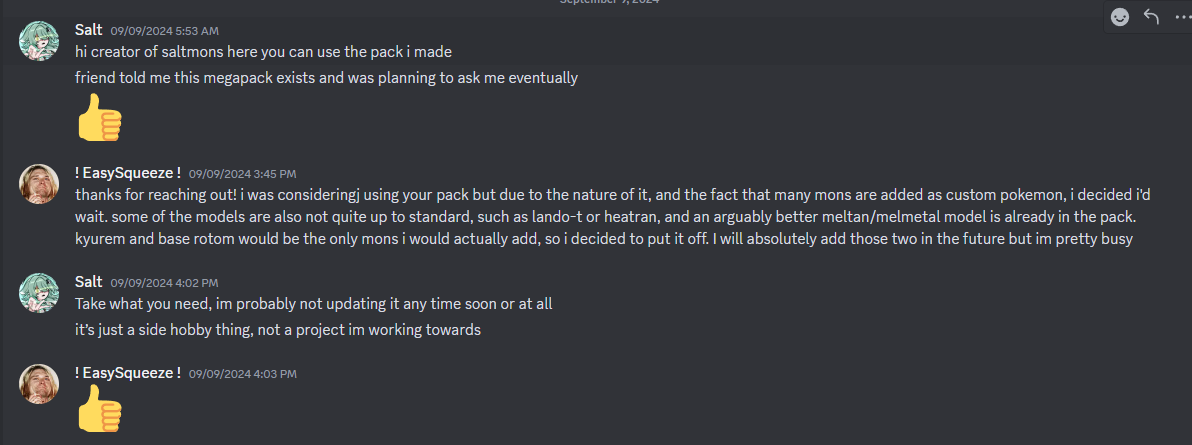 September 9, 2024
Salt 09/09/2024 5:53 AM
hi creator of saltmons here you can use the pack i made
friend told me this megapack exists and was planning to ask me eventually
! EasySqueeze ! 09/09/2024 3:45 PM
thanks for reaching out! i was consideringj using your pack but due to the nature of it, and the fact that many mons are added as custom pokemon, i decided i'd
wait. some of the models are also not quite up to standard, such as lando-t or heatran, and an arguably better meltan/melmetal model is already in the pack.
kyurem and base rotom would be the only mons i would actually add, so i decided to put it off. I will absolutely add those two in the future but im pretty busy
Salt 09/09/2024 4:02 PM
Take what you need, im probably not updating it any time soon or at all
it's just a side hobby thing, not a project im working towards
! EasySqueeze ! 09/09/2024 4:03 PM